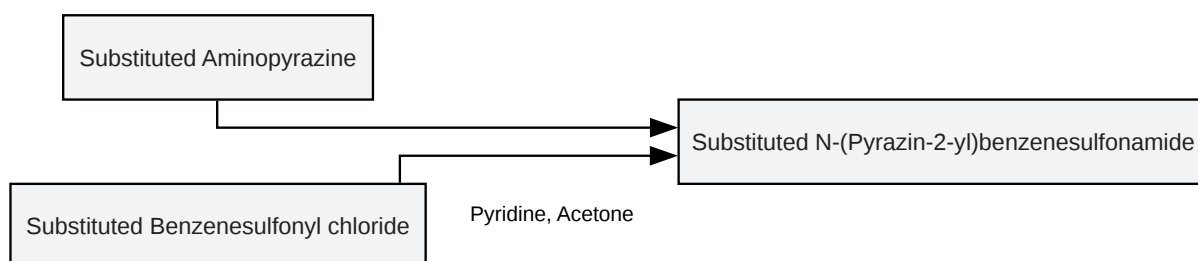 Substituted Aminopyrazine
Substituted N-(Pyrazin-2-yl)benzenesulfonamide
Substituted Benzenesulfonyl chloride
Pyridine, Acetone